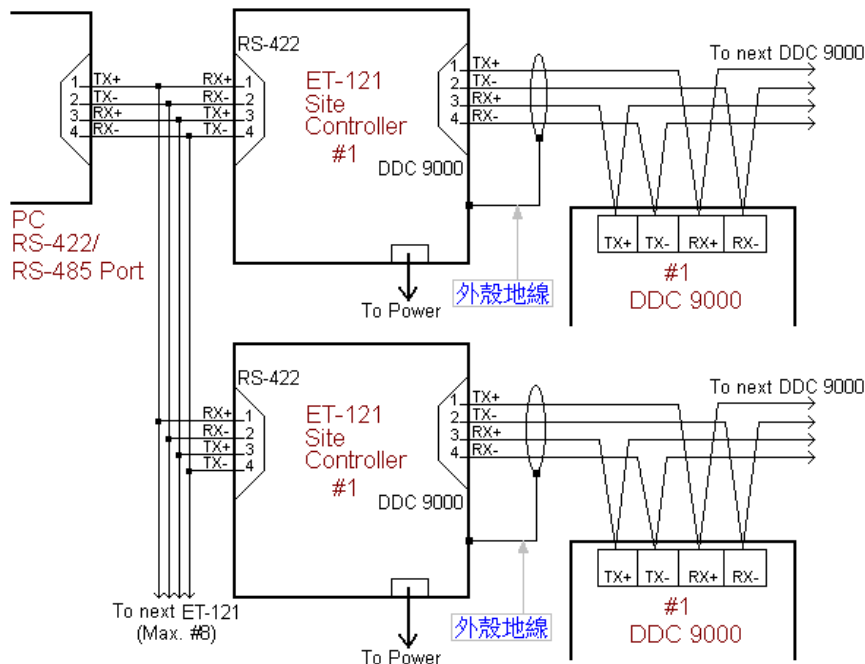 PC
RS-422/
RS-485 Port
1 TX+
2 TX-
3 RX+
4 RX-
RS-422
RX+ 1
RX- 2
TX+ 3
TX- 4
ET-121
Site
Controller
#1
DDC 9000
1 TX+
2 TX-
3 RX+
4 RX-
To Power
外殼地線
To next DDC 9000
TX+ TX- RX+ RX-
#1
DDC 9000
RS-422
RX+ 1
RX- 2
TX+ 3
TX- 4
ET-121
Site
Controller
#1
DDC 9000
1 TX+
2 TX-
3 RX+
4 RX-
To Power
外殼地線
To next DDC 9000
TX+ TX- RX+ RX-
#1
DDC 9000
To next ET-121
(Max. #8)